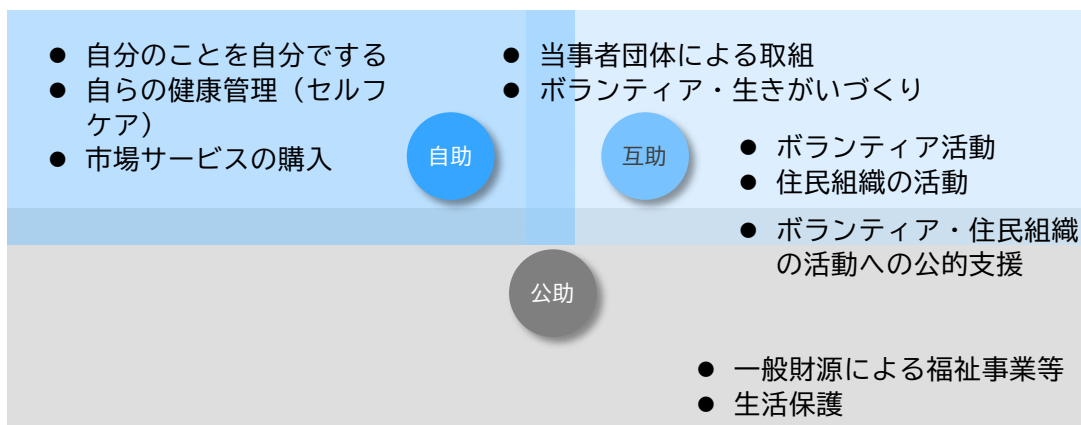 ● 自分のことを自分でする
● 自らの健康管理（セルフ
ケア）
● 市場サービスの購入
● 当事者団体による取組
● ボランティア・生きがいづくり
自助
互助
● ボランティア活動
● 住民組織の活動
● ボランティア・住民組織
の活動への公的支援
公助
● 一般財源による福祉事業等
● 生活保護